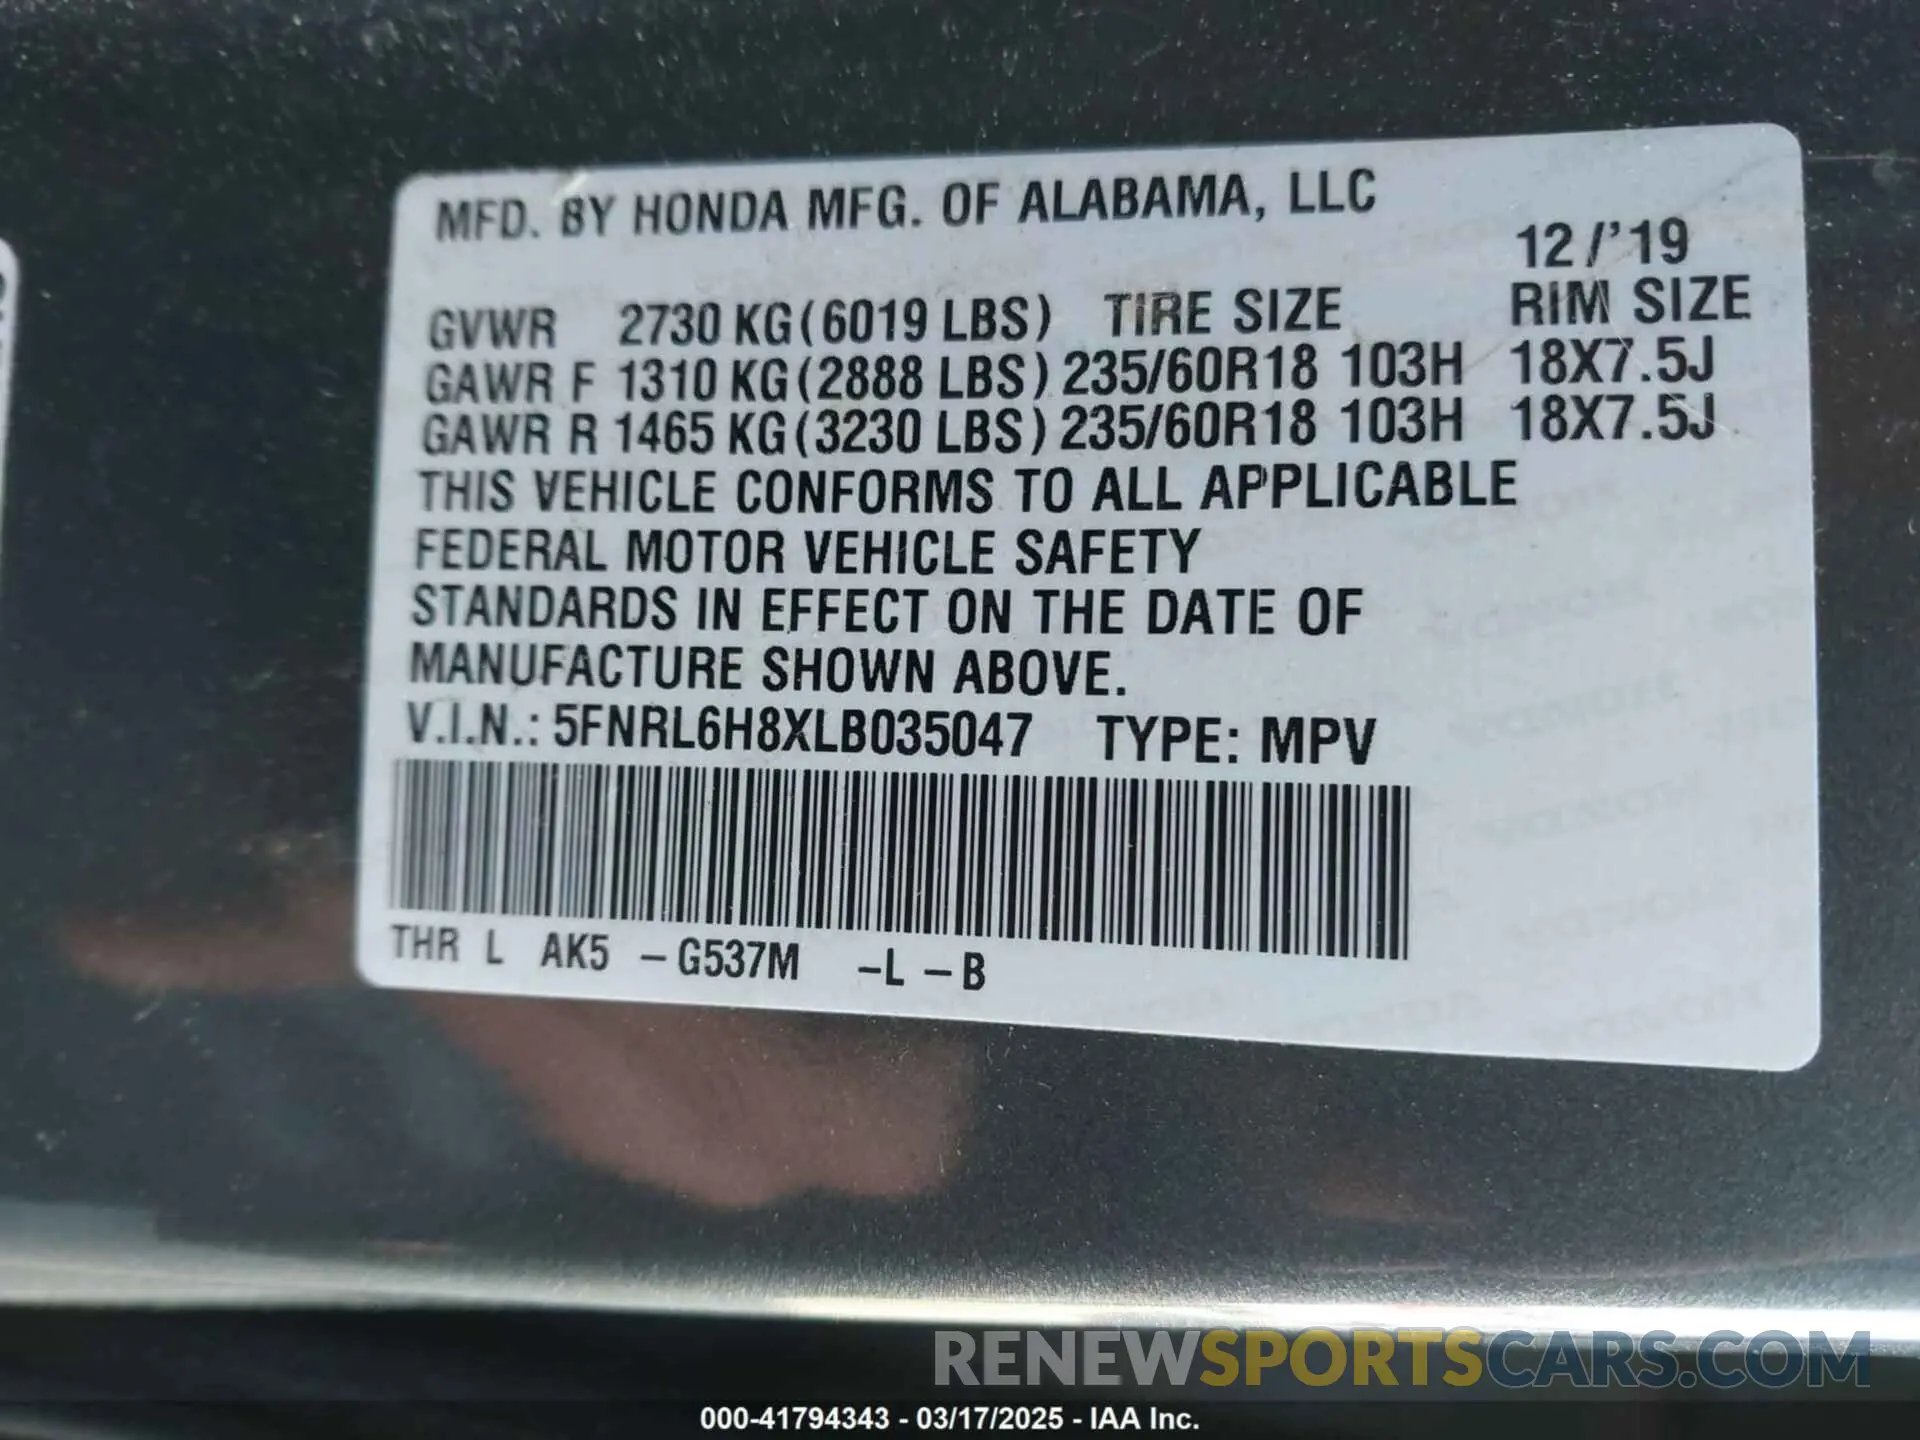 MFD. BY HONDA MFG. OF ALABAMA, LLC
12/'19
GVWR 2730 KG (6019 LBS) TIRE SIZE RIM SIZE
GAWR F 1310 KG (2888 LBS) 235/60R18 103H 18X7.5J
GAWR R 1465 KG (3230 LBS) 235/60R18 103H 18X7.5J
THIS VEHICLE CONFORMS TO ALL APPLICABLE
FEDERAL MOTOR VEHICLE SAFETY
STANDARDS IN EFFECT ON THE DATE OF
MANUFACTURE SHOWN ABOVE.
V.I.N.: 5FNRL6H8XLB035047 TYPE: MPV
THR L AK5 -G537M -L -B
RENEWSPORTSCARS.COM
000-41794343 - 03/17/2025 - IAA Inc.